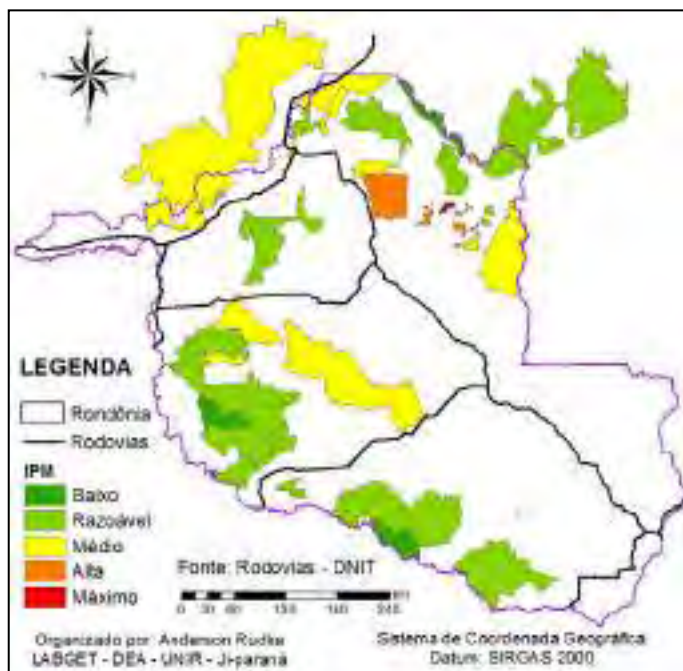 LEGENDA
Rondônia
Rodovias
IPM
Baixo
Razoável
Médio
Alta
Máximo
Fonte: Rodovias - DNIT
Organizado por: Anderson Rudke
LABGET - DEA - UNIR - Ji-paraná
Sistema de Coordenada Geográfica
Datum: SIRGAS 2000